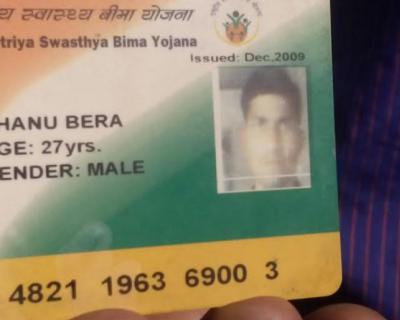 स्वास्थ्य बीमा योजना
triya Swasthya Bima Yojana
Issued: Dec,2009
HANU BERA
GE: 27yrs.
ENDER: MALE
4821 1963 6900 3